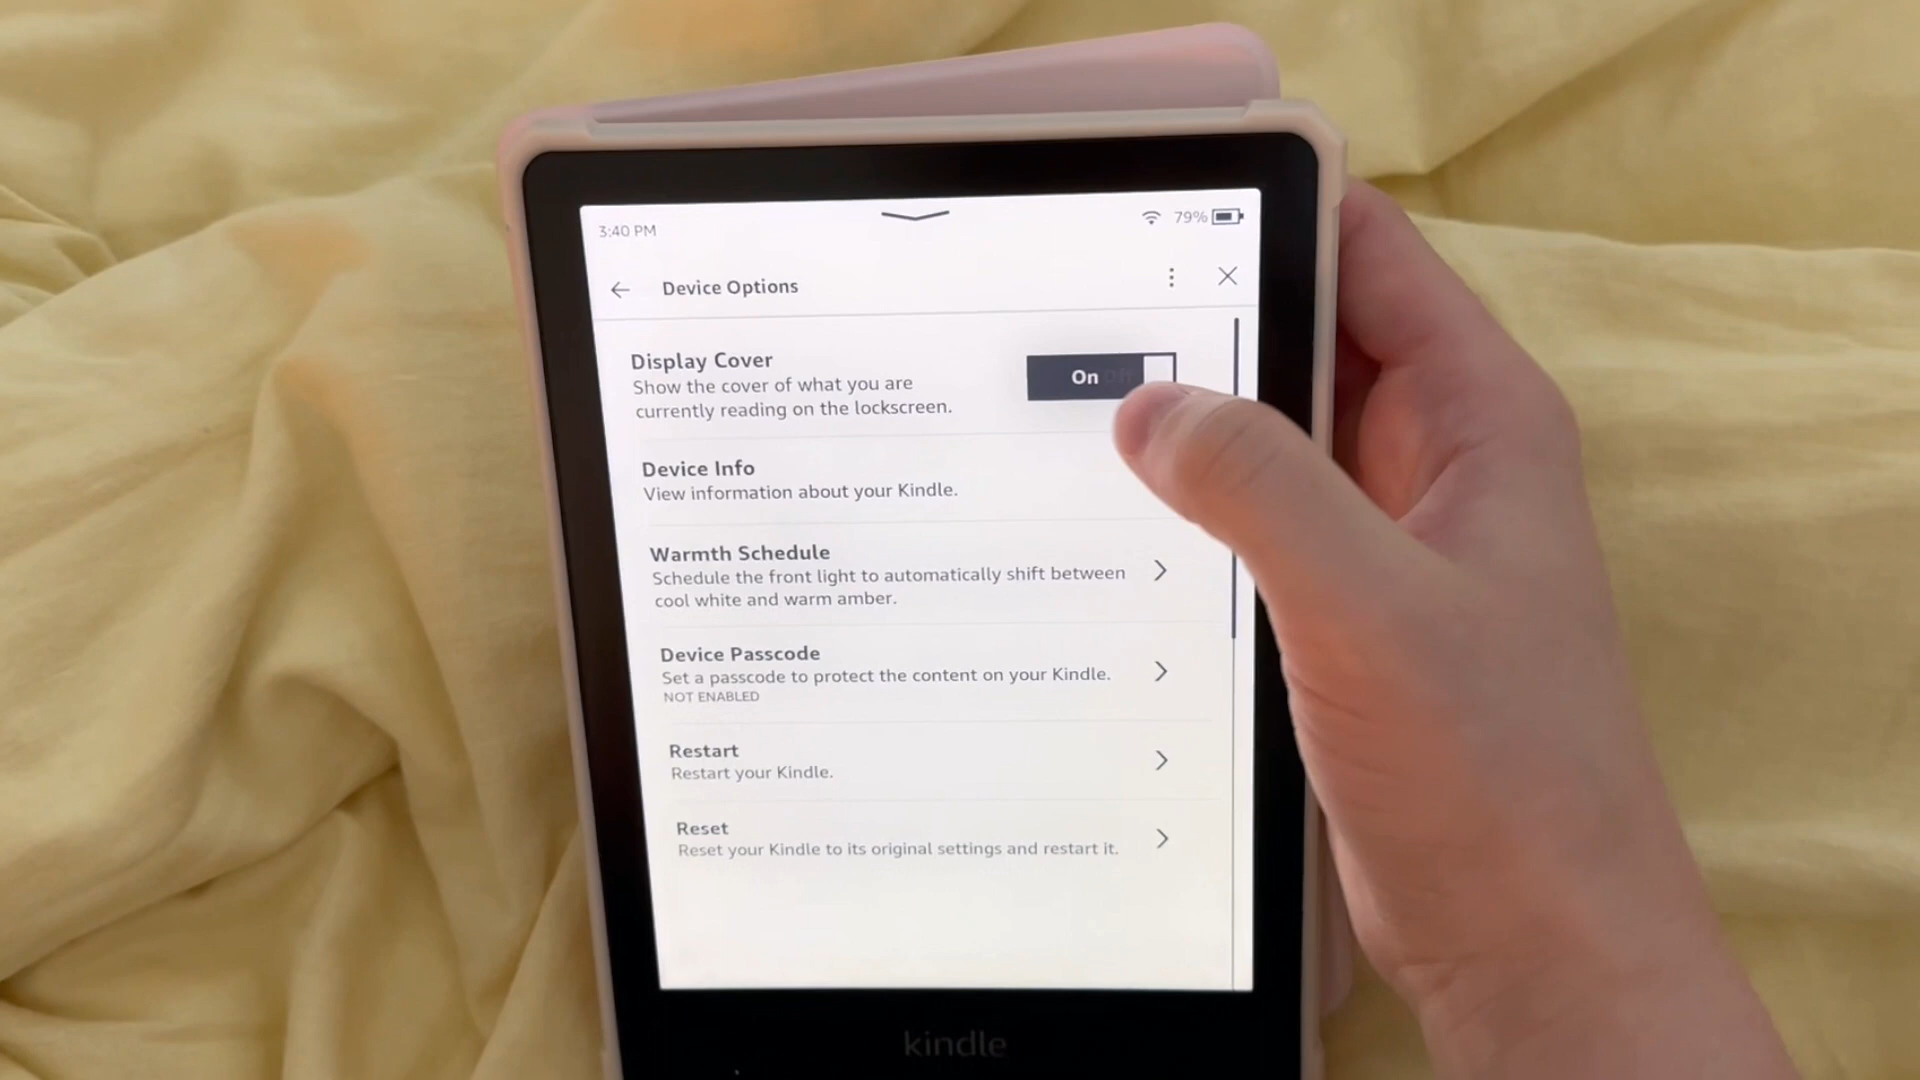 3:40 PM
79%
Device Options
Display Cover
Show the cover of what you are
currently reading on the lockscreen.
On
Device Info
View information about your Kindle.
Warmth Schedule
Schedule the front light to automatically shift between
cool white and warm amber.
Device Passcode
Set a passcode to protect the content on your Kindle.
NOT ENABLED
Restart
Restart your Kindle.
Reset
Reset your Kindle to its original settings and restart it.
kindle